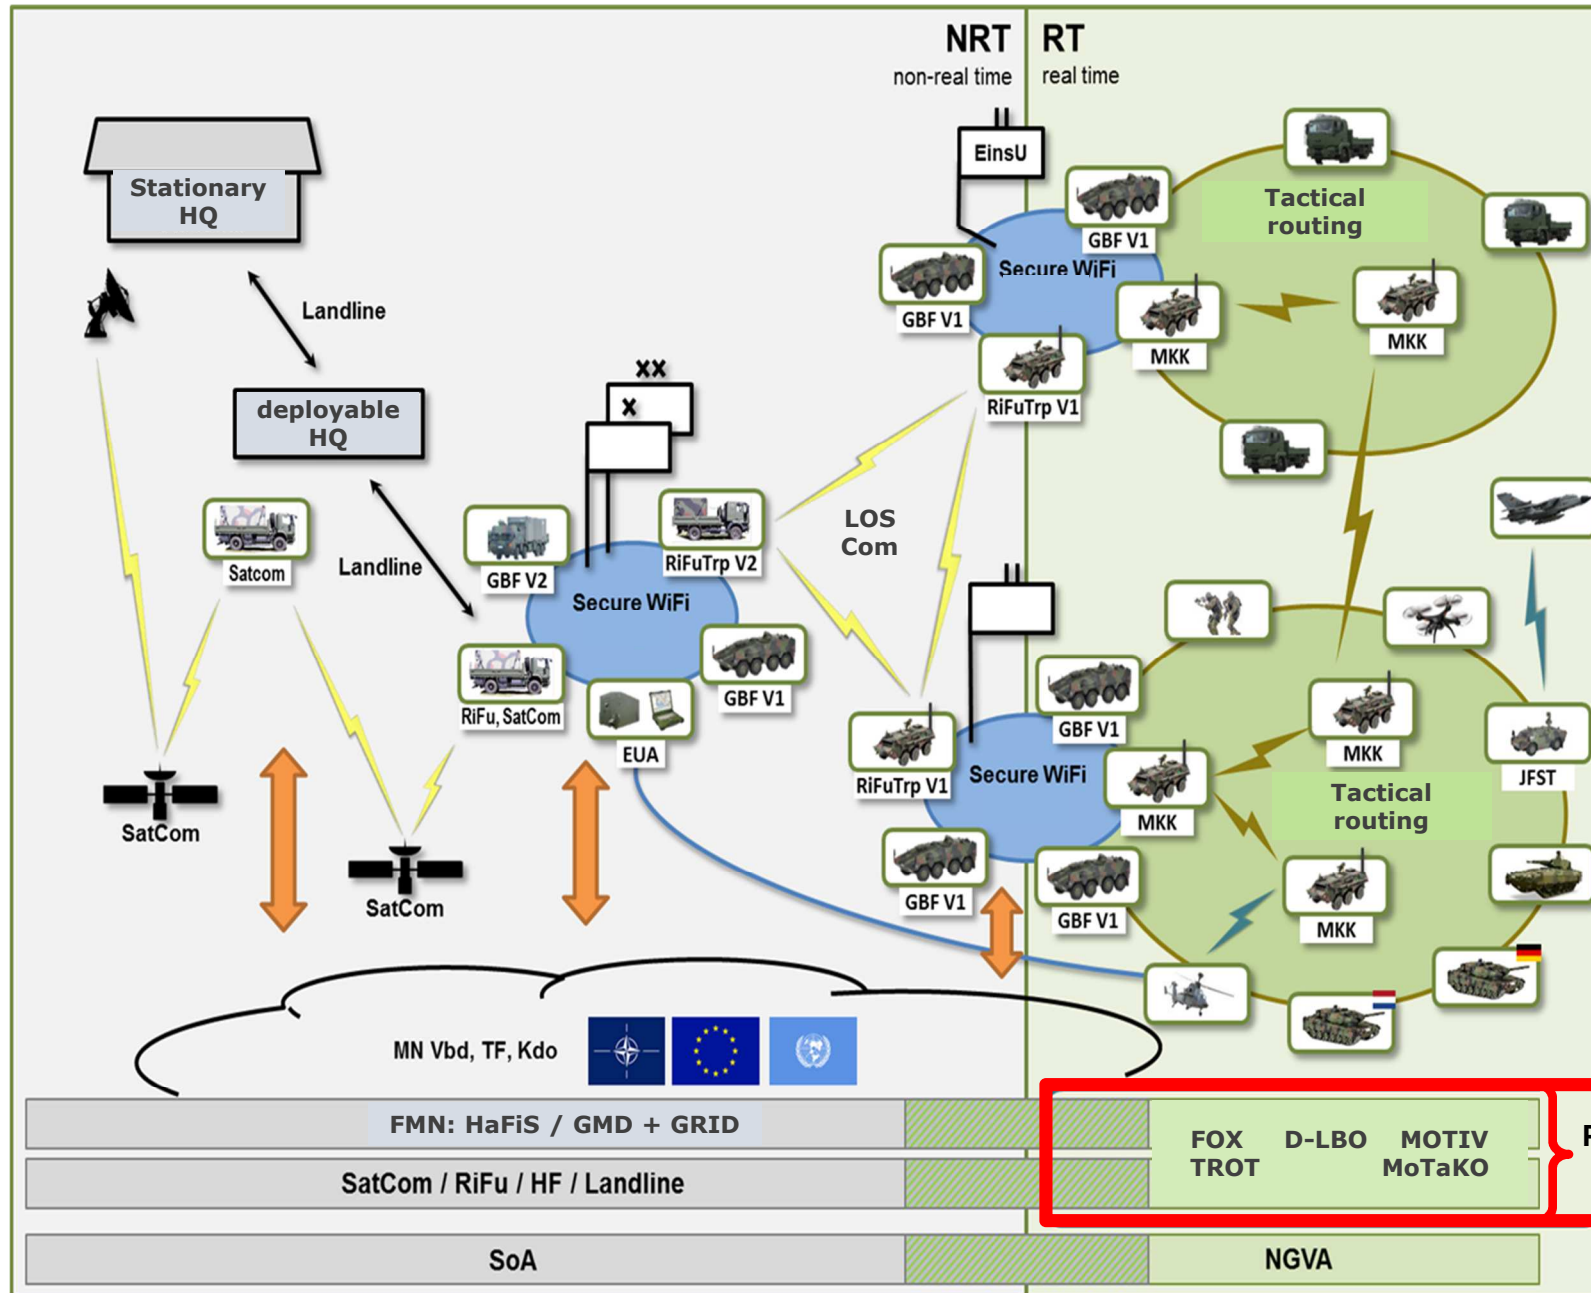 NRT
non-real time
RT
real time
EinsU
Stationary
HQ
Landline
deployable
HQ
Landline
Satcom
SatCom
SatCom
XX
X
GBF V2
RiFuTrp V2
Secure WiFi
RiFu, SatCom
GBF V1
EUA
LOS
Com
GBF V1
GBF V1
Secure WiFi
MKK
RiFuTrp V1
Tactical
routing
MKK
GBF V1
RiFuTrp V1
Secure WiFi
MKK
GBF V1
GBF V1
MKK
Tactical
routing
JFST
MKK
MN Vbd, TF, Kdo
FMN: HaFiS / GMD + GRID
SatCom / RiFu / HF / Landline
SoA
FOX D-LBO MOTIV
TROT MoTaKO
NGVA